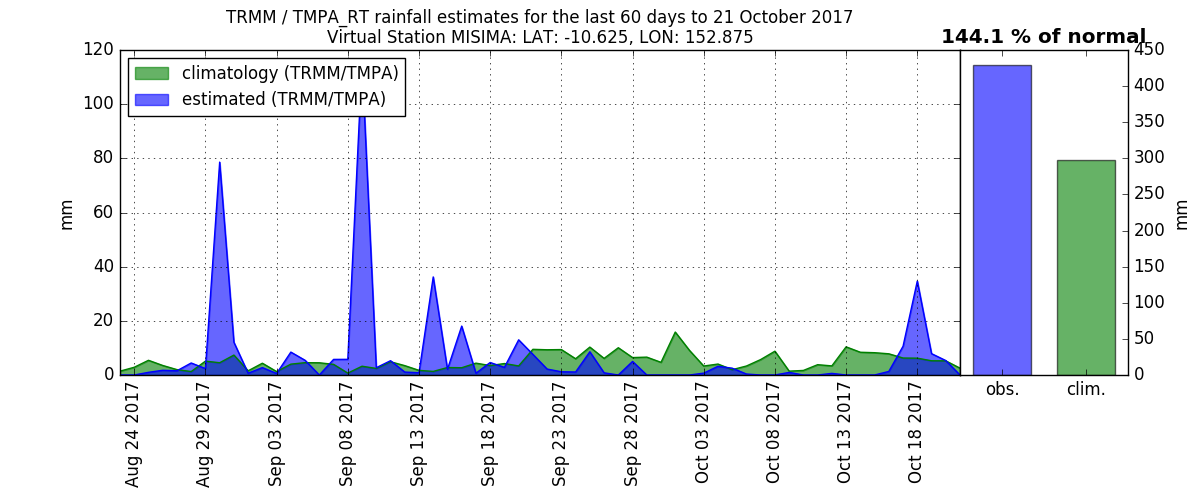 TRMM / TMPA_RT rainfall estimates for the last 60 days to 21 October 2017
Virtual Station MISIMA: LAT: -10.625, LON: 152.875
144.1 % of normal
climatology (TRMM/TMPA)
estimated (TRMM/TMPA)
120
100
80
60
40
20
0
mm
Aug 24 2017
Aug 29 2017
Sep 03 2017
Sep 08 2017
Sep 13 2017
Sep 18 2017
Sep 23 2017
Sep 28 2017
Oct 03 2017
Oct 08 2017
Oct 13 2017
Oct 18 2017
450
400
350
300
250
200
150
100
50
0
mm
obs.
clim.